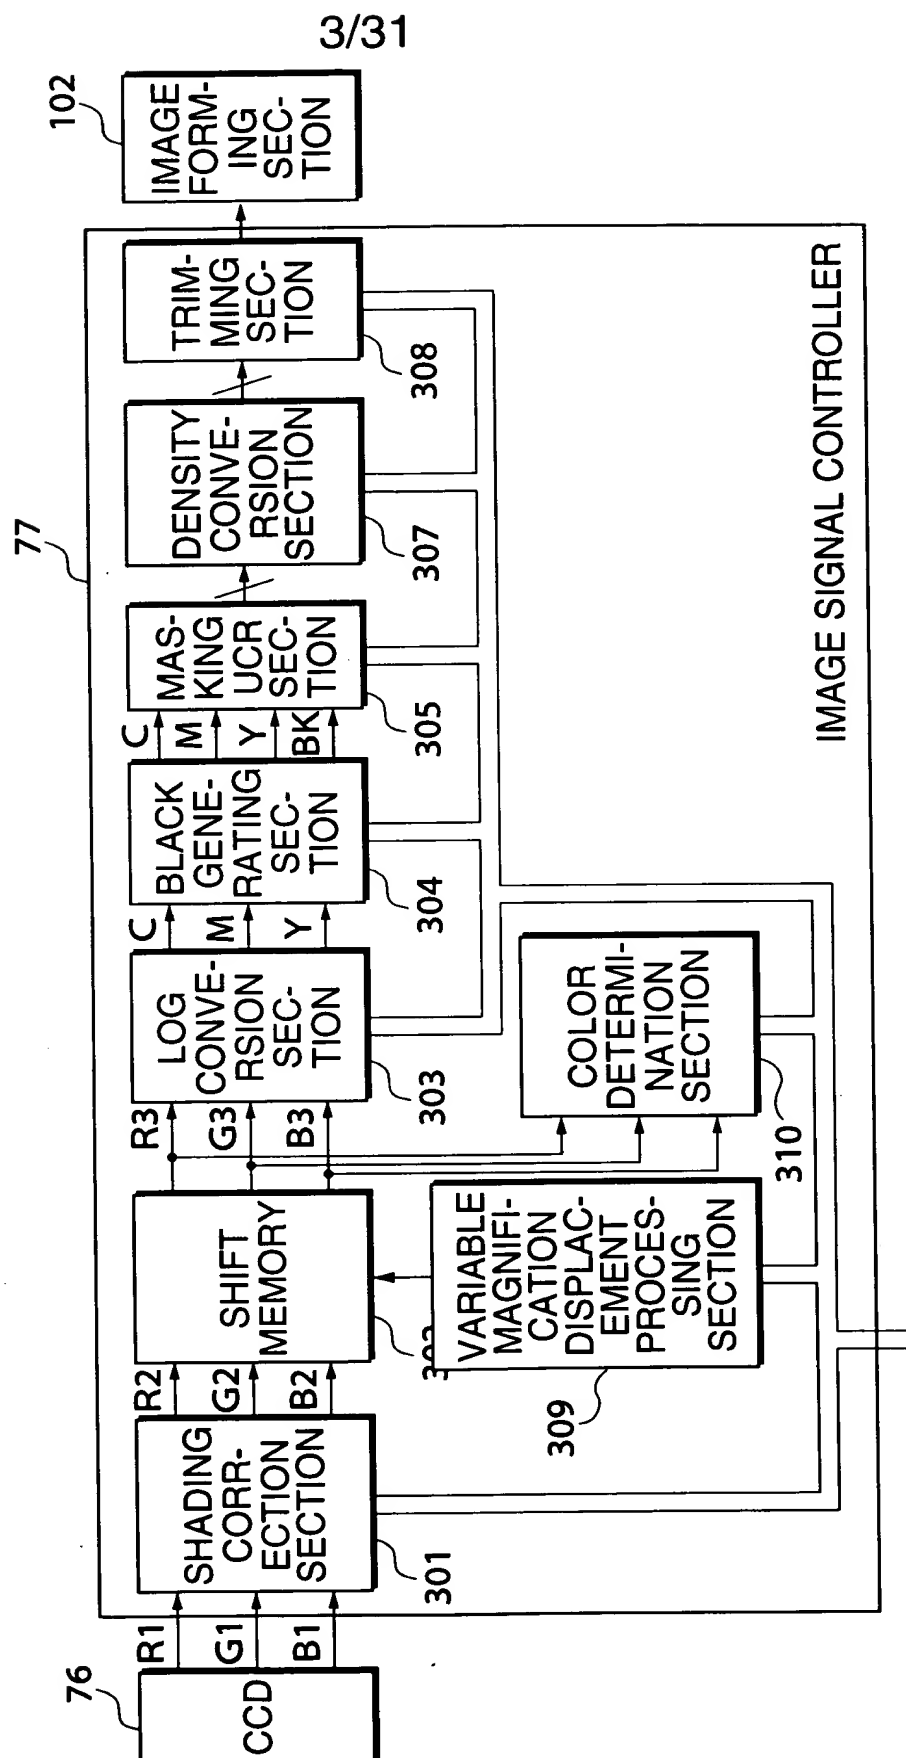 3/31
76
CCD
R1
G1
B1
77
SHADING
CORR-
ECTION
SECTION
301
R2
G2
B2
SHIFT
MEMORY
R3
G3
B3
LOG
CONVE-
RSION
SEC-
TION
303
C
M
Y
BLACK
GENE-
RATING
SEC-
TION
304
C
M
Y
BK
MAS-
KING
UCR
SEC-
TION
305
DENSITY
CONVE-
RSION
SECTION
307
TRIM-
MING
SEC-
TION
308
102
IMAGE
FORM-
ING
SEC-
TION
VARIABLE
MAGNIFI-
CATION
DISPLAC-
EMENT
PROCES-
SING
SECTION
309
COLOR
DETERMI-
NATION
SECTION
310
IMAGE SIGNAL CONTROLLER